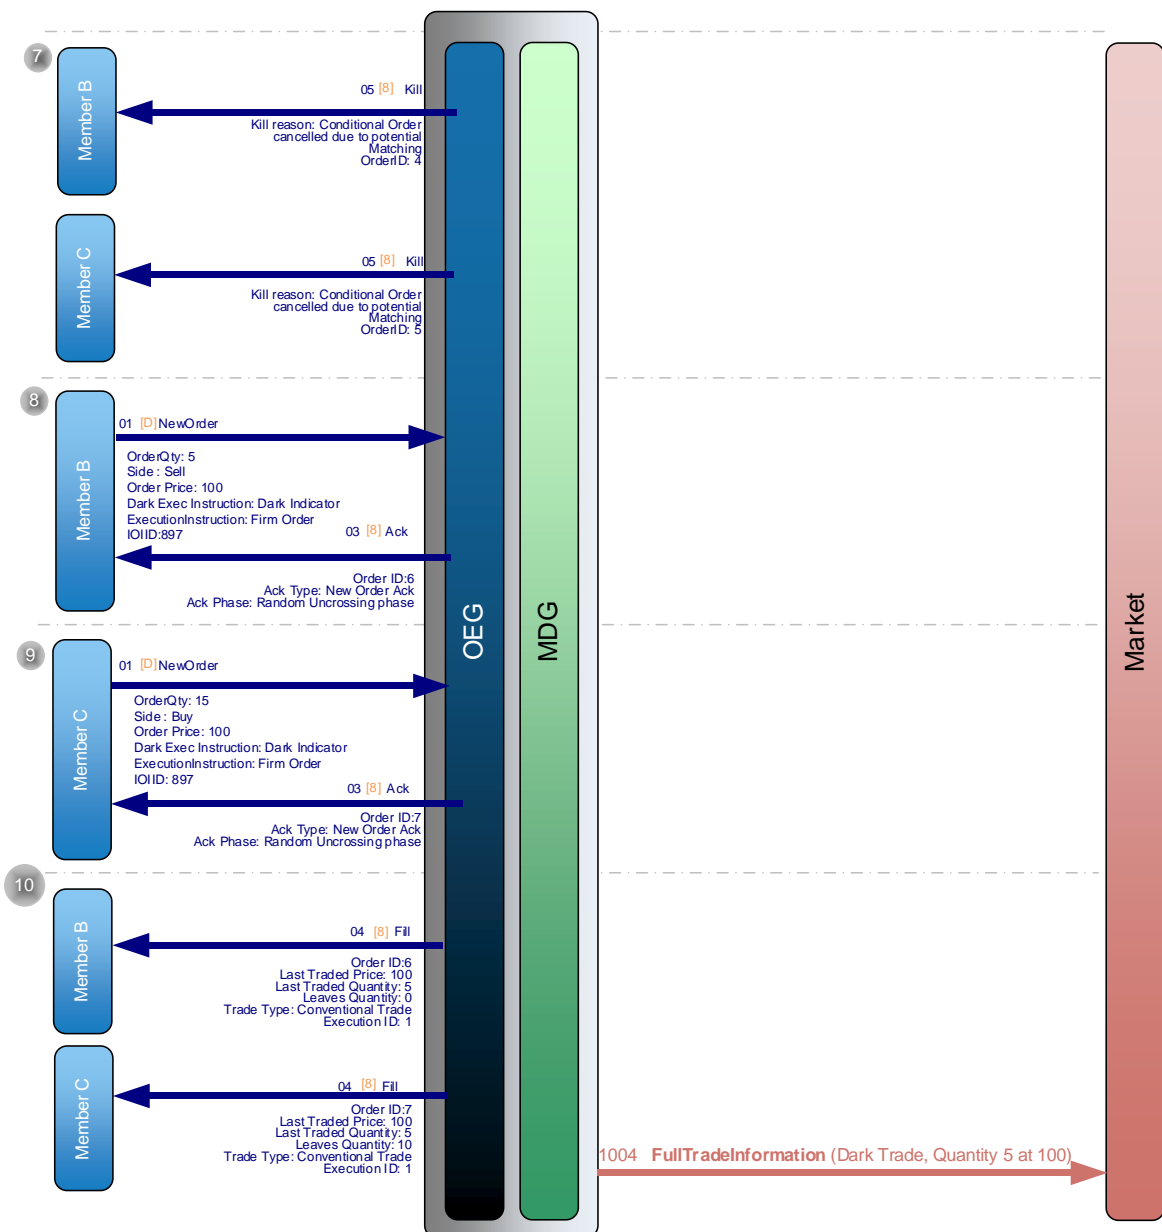 7
Member B
05 [8] Kill
Kill reason: Conditional Order
cancelled due to potential
Matching
OrderID: 4
Member C
05 [8] Kill
Kill reason: Conditional Order
cancelled due to potential
Matching
OrderID: 5
8
Member B
01 [D] NewOrder
OrderQty: 5
Side : Sell
Order Price: 100
Dark Exec Instruction: Dark Indicator
ExecutionInstruction: Firm Order
IOIID:897
03 [8] Ack
Order ID:6
Ack Type: New Order Ack
Ack Phase: Random Uncrossing phase
OEG
MDG
Market
9
Member C
01 [D] NewOrder
OrderQty: 15
Side : Buy
Order Price: 100
Dark Exec Instruction: Dark Indicator
ExecutionInstruction: Firm Order
IOIID: 897
03 [8] Ack
Order ID:7
Ack Type: New Order Ack
Ack Phase: Random Uncrossing phase
10
Member B
04 [8] Fill
Order ID:6
Last Traded Price: 100
Last Traded Quantity: 5
Leaves Quantity: 0
Trade Type: Conventional Trade
Execution ID: 1
Member C
04 [8] Fill
Order ID:7
Last Traded Price: 100
Last Traded Quantity: 5
Leaves Quantity: 10
Trade Type: Conventional Trade
Execution ID: 1
1004 FullTradeInformation (Dark Trade, Quantity 5 at 100)